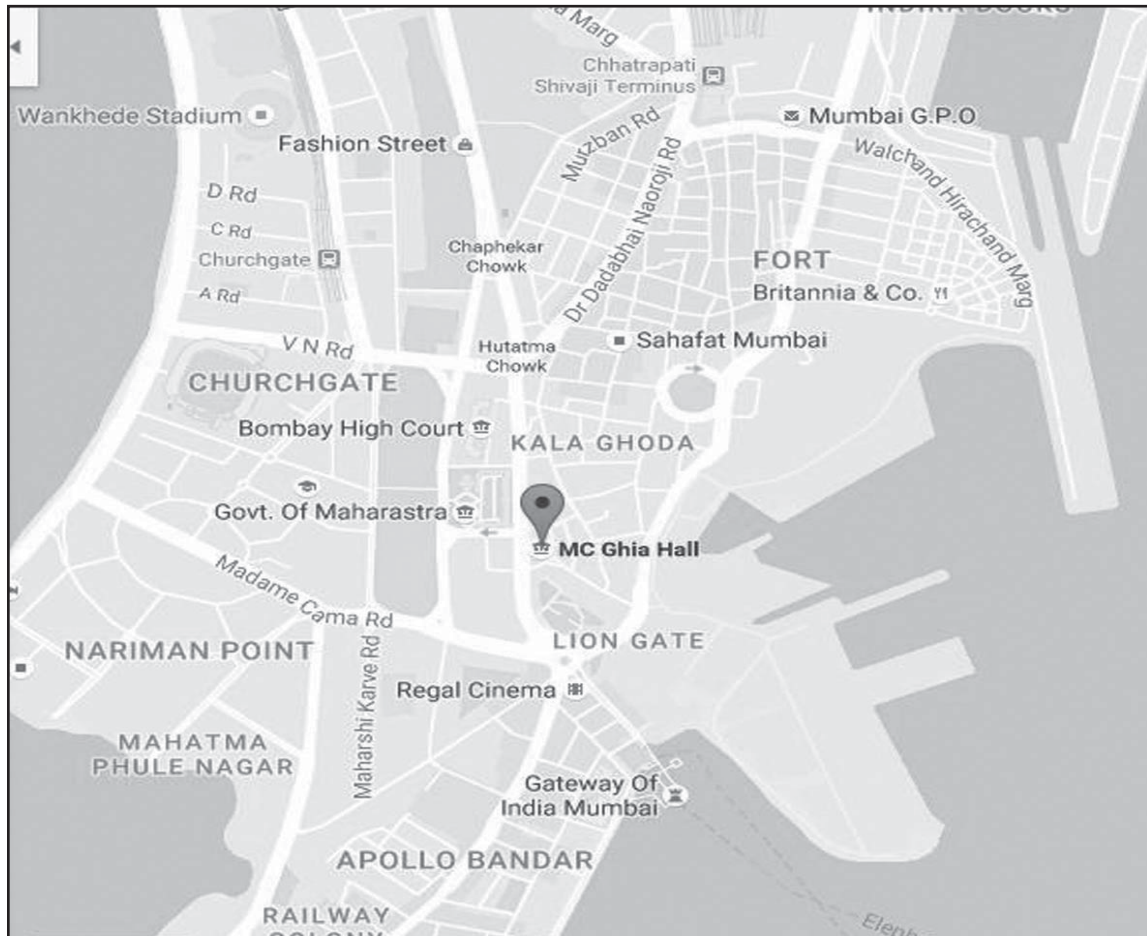 INDIRA DOCKS
Marg
Chhatrapati
Shivaji Terminus
Wankhede Stadium
Mumbai G.P.O
Fashion Street
Mutzban Rd
Walchand Hirachand Marg
Dr Dadabhai Naoroji Rd
D Rd
C Rd
Chaphekar
Chowk
Churchgate
FORT
A Rd
Britannia & Co.
V N Rd
Hutatma
Chowk
Sahafat Mumbai
CHURCHGATE
Bombay High Court
KALA GHODA
Govt. Of Maharastra
MC Ghia Hall
Madame Cama Rd
LION GATE
NARIMAN POINT
Maharshi Karve Rd
Regal Cinema
MAHATMA
PHULE NAGAR
Gateway Of
India Mumbai
APOLLO BANDAR
RAILWAY
COLONY